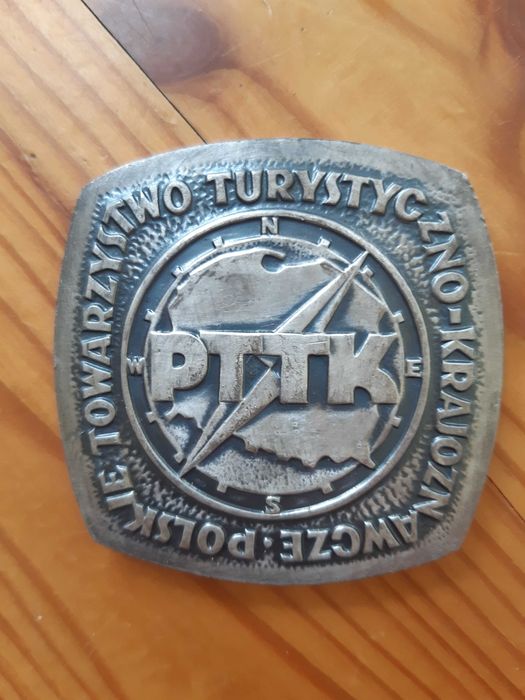 POLSKIE TOWARZYSTWO TURYSTYCZNO-KRAJOZNAWCZE:
N
W PTTK E
S